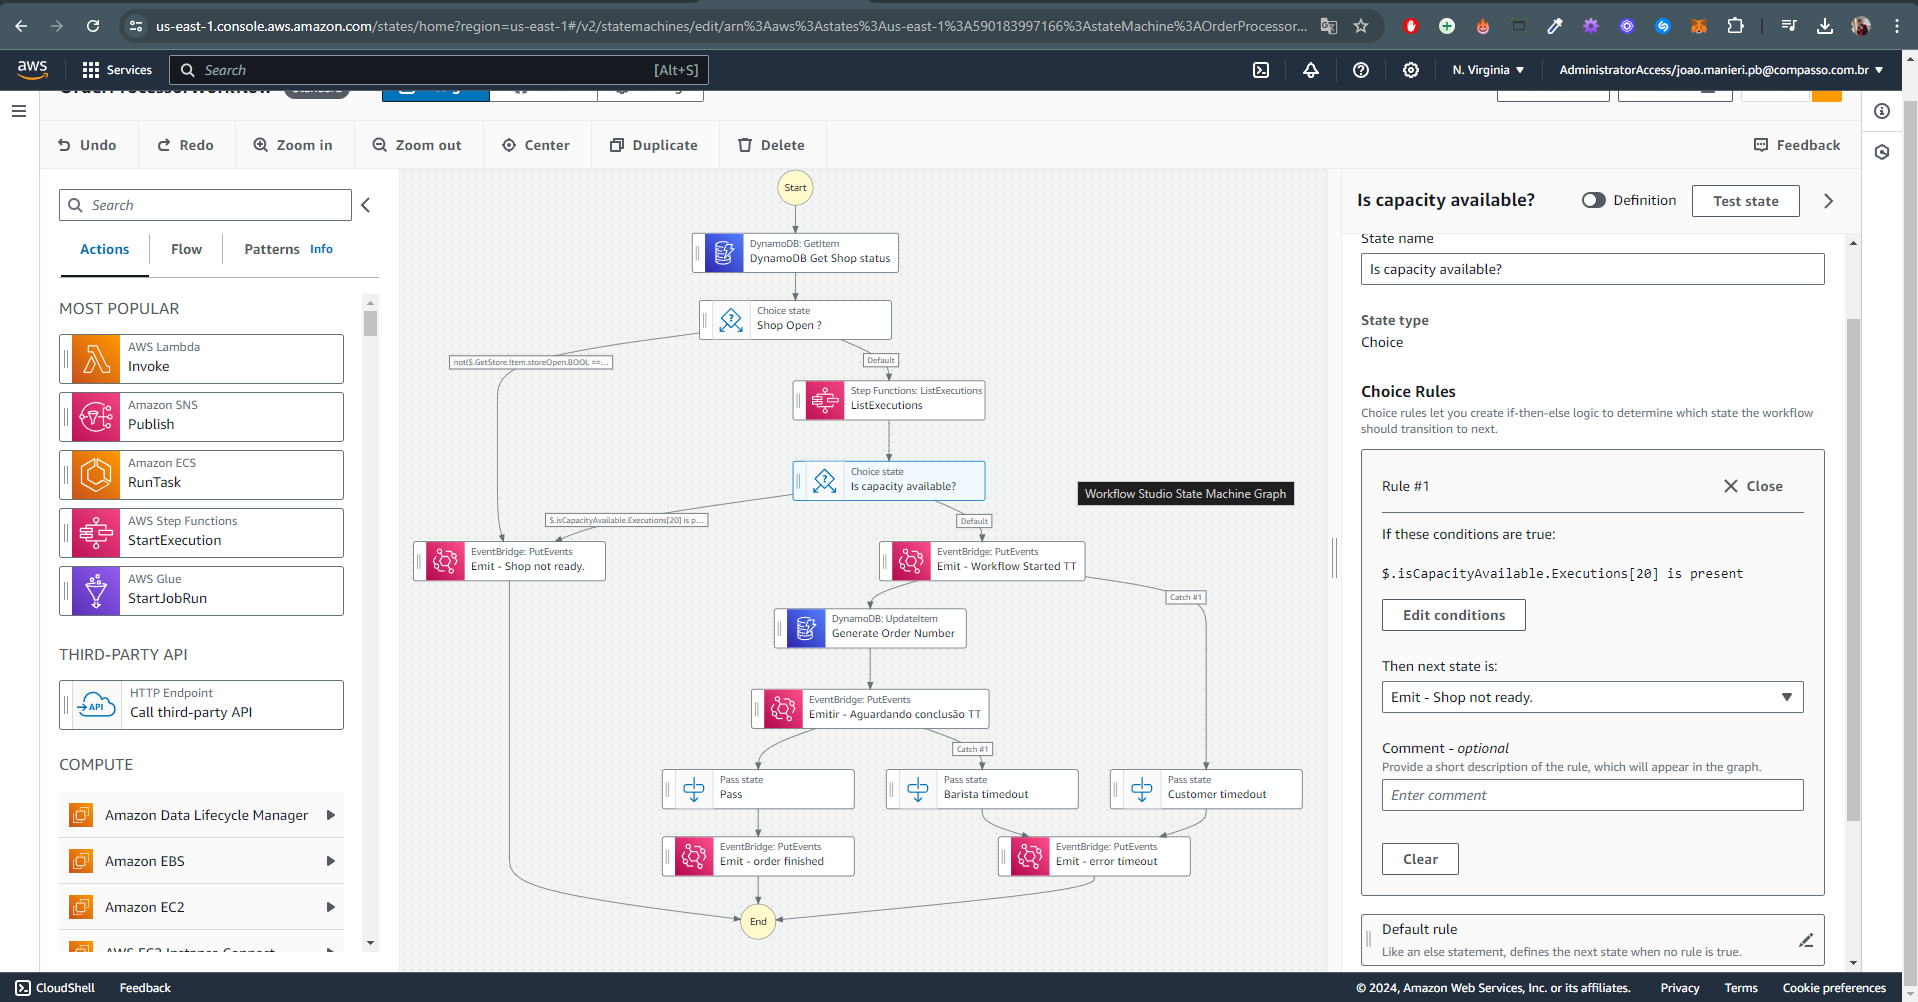 us-east-1.console.aws.amazon.com/states/home?region=us-east-1#/v2/statemachines/edit/arn%3Aaws%3Astates%3Aus-east-1%3A590183997166%3AstateMachine%3AOrderProcessor...
aws
Services
Search
[Alt+S]
N. Virginia
AdministratorAccess/joao.manieri.pb@compasso.com.br
Undo
Redo
Zoom in
Zoom out
Center
Duplicate
Delete
Feedback
Search
Actions
Flow
Patterns
Info
MOST POPULAR
AWS Lambda
Invoke
Amazon SNS
Publish
Amazon ECS
RunTask
AWS Step Functions
StartExecution
AWS Glue
StartJobRun
THIRD-PARTY API
HTTP Endpoint
Call third-party API
API
COMPUTE
Amazon Data Lifecycle Manager
Amazon EBS
Amazon EC2
AWS EC2 Instance Connect
Start
DynamoDB: GetItem
DynamoDB Get Shop status
Choice state
Shop Open ?
not($.GetStore.Item.storeOpen.BOOL ==...
Default
Step Functions: ListExecutions
ListExecutions
Choice state
Is capacity available?
Workflow Studio State Machine Graph
$.isCapacityAvailable.Executions[20] is p...
Default
EventBridge: PutEvents
Emit - Shop not ready.
EventBridge: PutEvents
Emit - Workflow Started TT
Catch #1
DynamoDB: UpdateItem
Generate Order Number
EventBridge: PutEvents
Emitir - Aguardando conclusão TT
Catch #1
Pass state
Pass
Pass state
Barista timedout
Pass state
Customer timedout
EventBridge: PutEvents
Emit - order finished
EventBridge: PutEvents
Emit - error timeout
End
Is capacity available?
Definition
Test state
State name
Is capacity available?
State type
Choice
Choice Rules
Choice rules let you create if-then-else logic to determine which state the workflow
should transition to next.
Rule #1
Close
If these conditions are true:
$.isCapacityAvailable.Executions[20] is present
Edit conditions
Then next state is:
Emit - Shop not ready.
Comment - optional
Provide a short description of the rule, which will appear in the graph.
Enter comment
Clear
Default rule
Like an else statement, defines the next state when no rule is true.
CloudShell
Feedback
© 2024, Amazon Web Services, Inc. or its affiliates.
Privacy
Terms
Cookie preferences